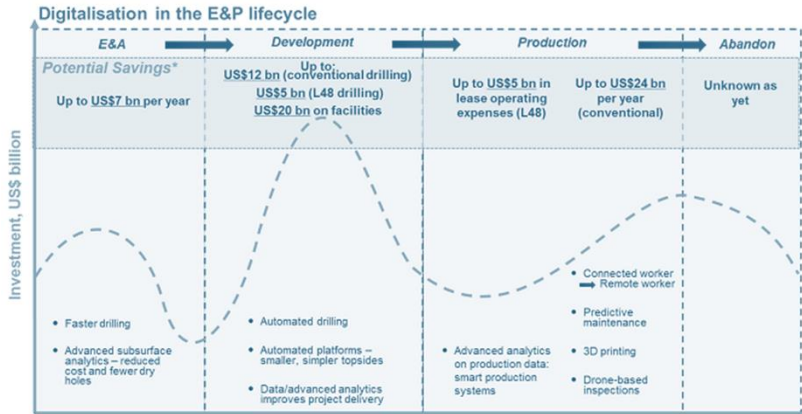 Digitalisation in the E&P lifecycle
E&A
Development
Production
Abandon
Potential Savings*
Up to US$7 bn per year
Up to:
US$12 bn (conventional drilling)
US$5 bn (L48 drilling)
US$20 bn on facilities
Up to US$5 bn in
lease operating
expenses (L48)
Up to US$24 bn
per year
(conventional)
Unknown as
yet
Investment, US$ billion
• Faster drilling
• Advanced subsurface
analytics – reduced
cost and fewer dry
holes
• Automated drilling
• Automated platforms –
smaller, simpler topsides
• Data/advanced analytics
improves project delivery
• Advanced analytics
on production data:
smart production
systems
• Connected worker
Remote worker
• Predictive
maintenance
• 3D printing
• Drone-based
inspections